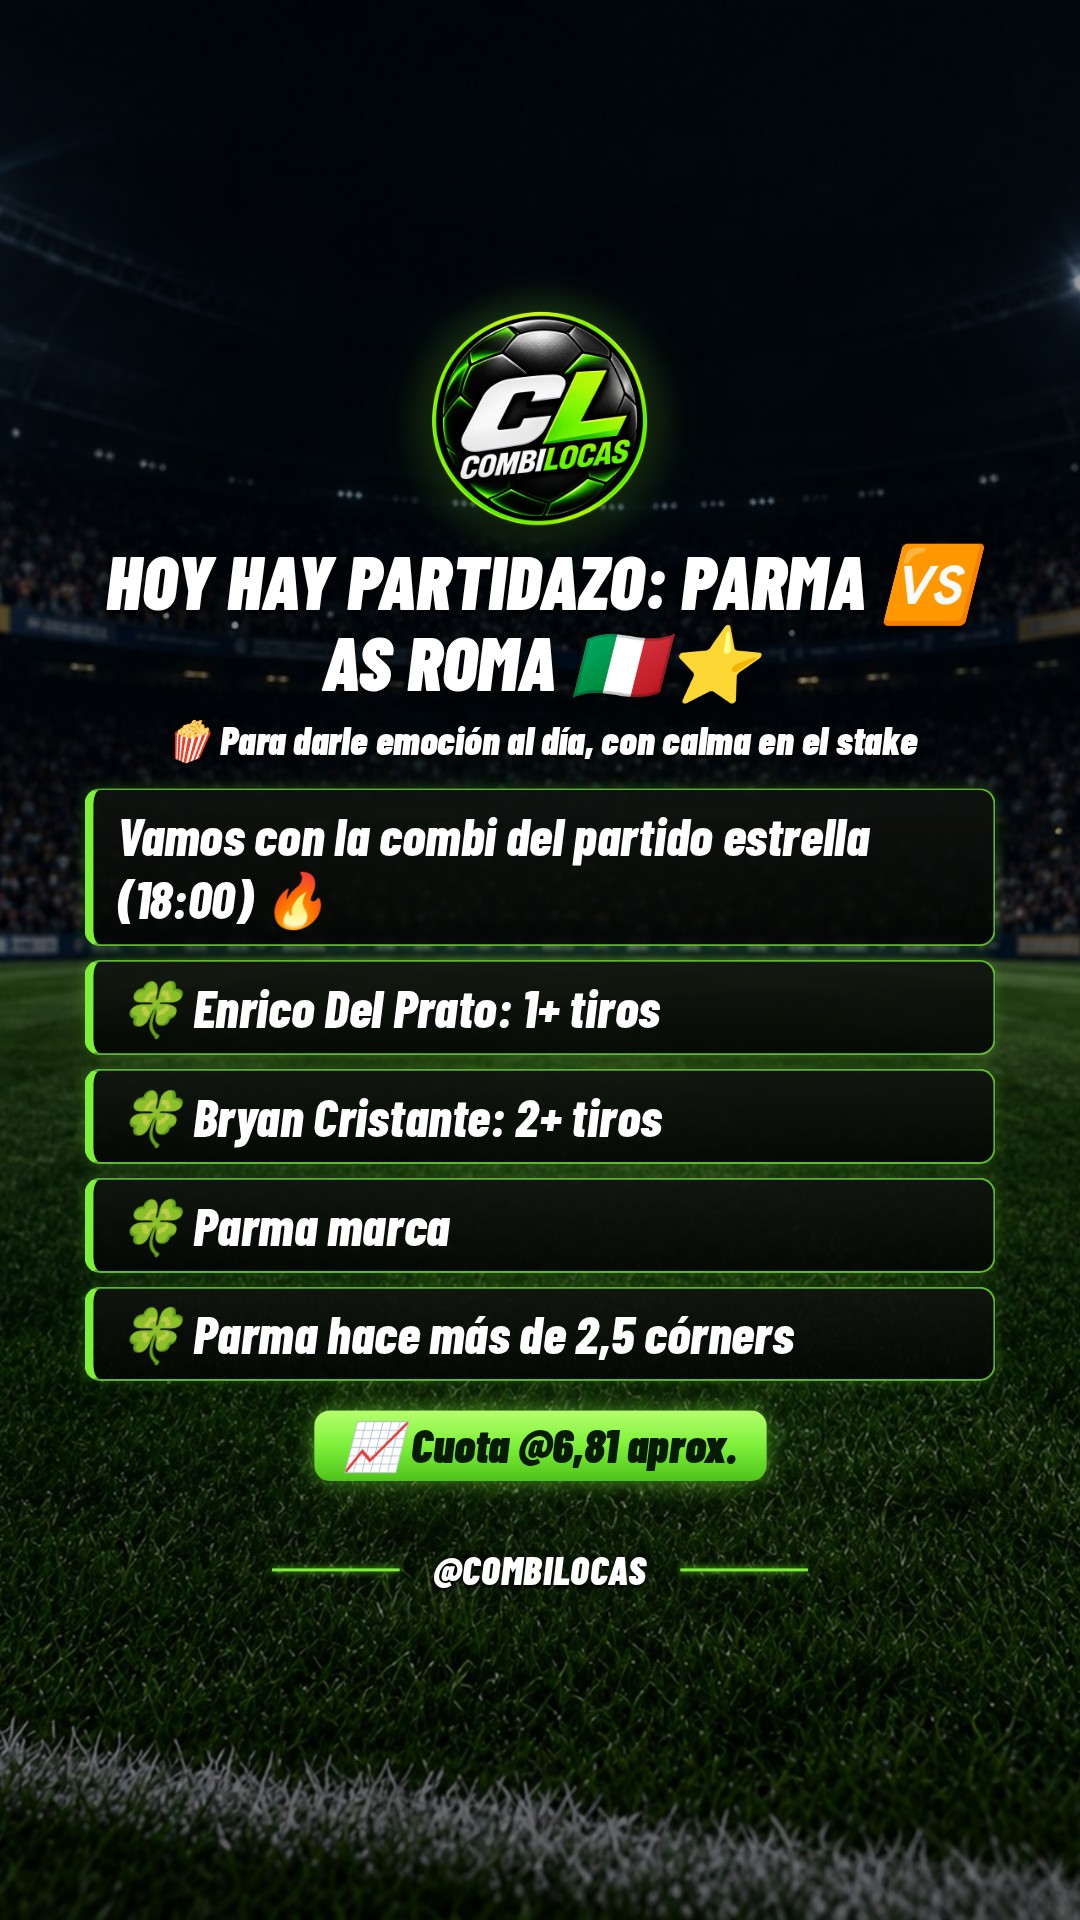 CL
COMBILOCAS
HOY HAY PARTIDAZO: PARMA 🆚
AS ROMA 🇮🇹⭐
🍿 Para darle emoción al día, con calma en el stake
Vamos con la combi del partido estrella
(18:00) 🔥
🍀 Enrico Del Prato: 1+ tiros
🍀 Bryan Cristante: 2+ tiros
🍀 Parma marca
🍀 Parma hace más de 2,5 córners
📈 Cuota @6,81 aprox.
@COMBILOCAS